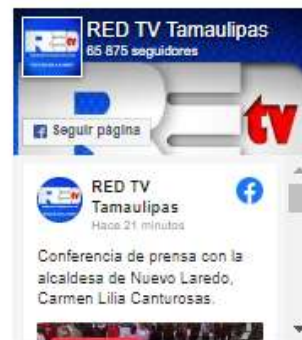 RED TV Tamaulipas
65 875 seguidores
REDtv
Seguir página
RED TV
Tamaulipas
Hace 21 minutos
Conferencia de prensa con la
alcaldesa de Nuevo Laredo,
Carmen Lilia Canturosas.